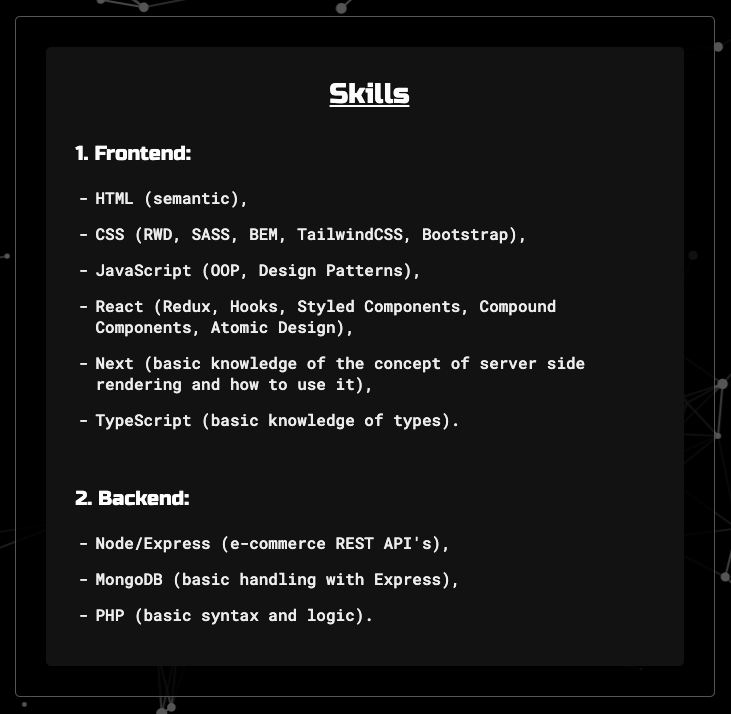 Skills
1. Frontend:
- HTML (semantic),
- CSS (RWD, SASS, BEM, TailwindCSS, Bootstrap),
- JavaScript (OOP, Design Patterns),
- React (Redux, Hooks, Styled Components, Compound
Components, Atomic Design),
- Next (basic knowledge of the concept of server side
rendering and how to use it),
- TypeScript (basic knowledge of types).
2. Backend:
- Node/Express (e-commerce REST API's),
- MongoDB (basic handling with Express),
- PHP (basic syntax and logic).